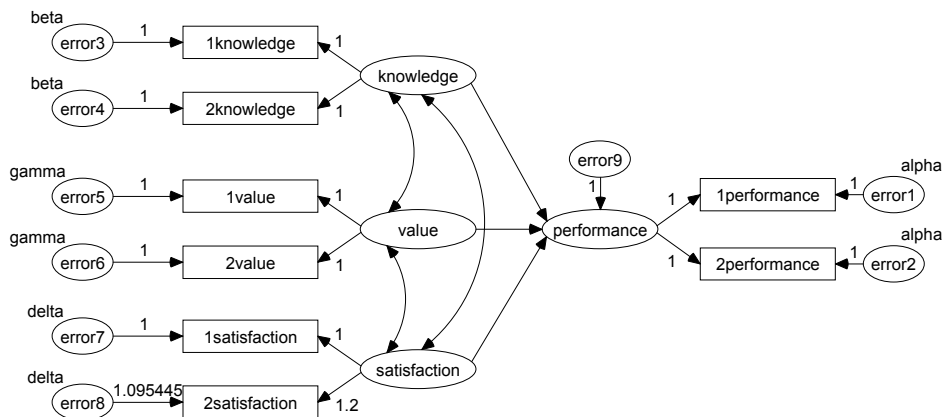 beta
error3
1
1knowledge
1
knowledge
beta
error4
1
2knowledge
1
gamma
error5
1
1value
1
value
gamma
error6
1
2value
1
delta
error7
1
1satisfaction
1
satisfaction
delta
error8
1.095445
2satisfaction
1.2
error9
1
performance
1
1performance
1
alpha
error1
1
2performance
1
alpha
error2